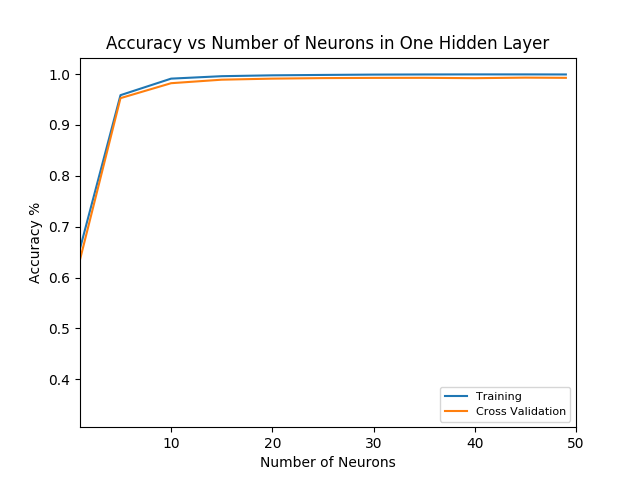 Accuracy vs Number of Neurons in One Hidden Layer
1.0
0.9
0.8
0.7
0.6
0.5
0.4
Accuracy %
Training
Cross Validation
10 20 30 40 50
Number of Neurons